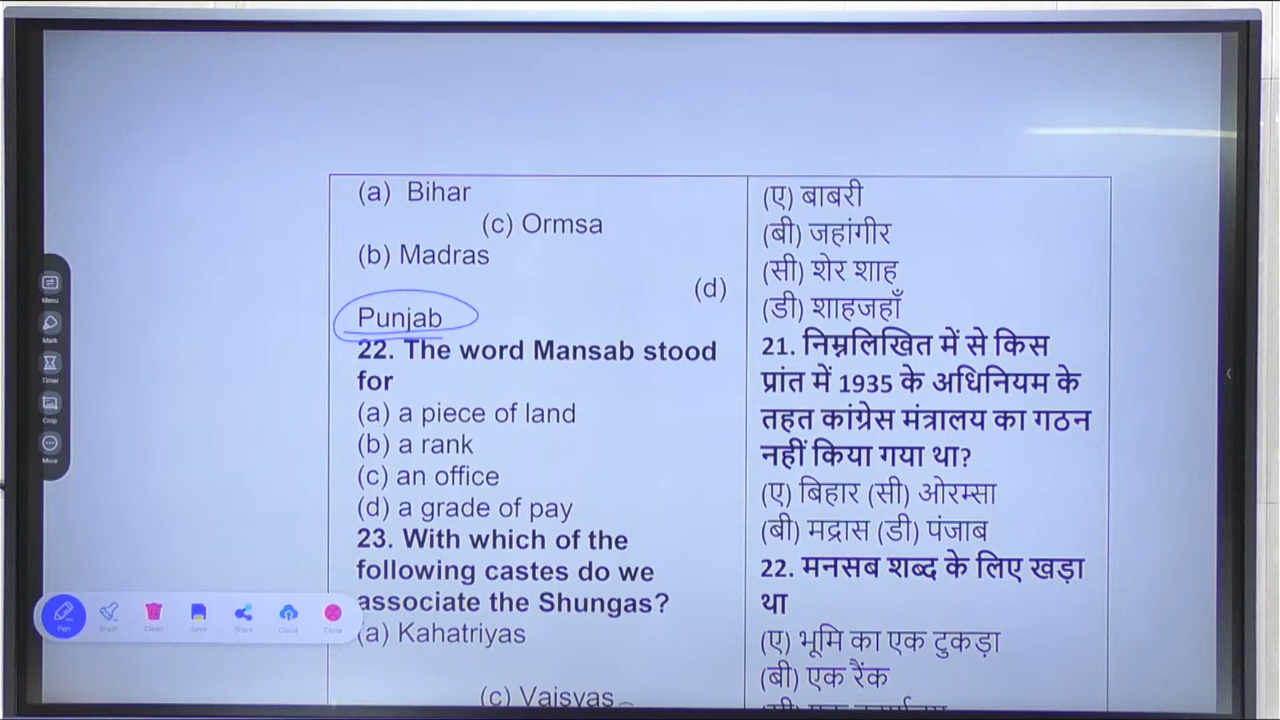 (a) Bihar
(c) Ormsa
(b) Madras
(d)
Punjab
22. The word Mansab stood
for
(a) a piece of land
(b) a rank
(c) an office
(d) a grade of pay
23. With which of the
following castes do we
associate the Shungas?
(a) Kahatriyas
(c) Vaisyas
(ए) बाबरी
(बी) जहांगीर
(सी) शेर शाह
(डी) शाहजहाँ
21. निम्नलिखित में से किस
प्रांत में 1935 के अधिनियम के
तहत कांग्रेस मंत्रालय का गठन
नहीं किया गया था?
(ए) बिहार (सी) ओरम्सा
(बी) मद्रास (डी) पंजाब
22. मनसब शब्द के लिए खड़ा
था
(ए) भूमि का एक टुकड़ा
(बी) एक रैंक
Menu
Mark
Timer
Crop
More
Pen
Brush
Clean
Save
Share
Cloud
Close